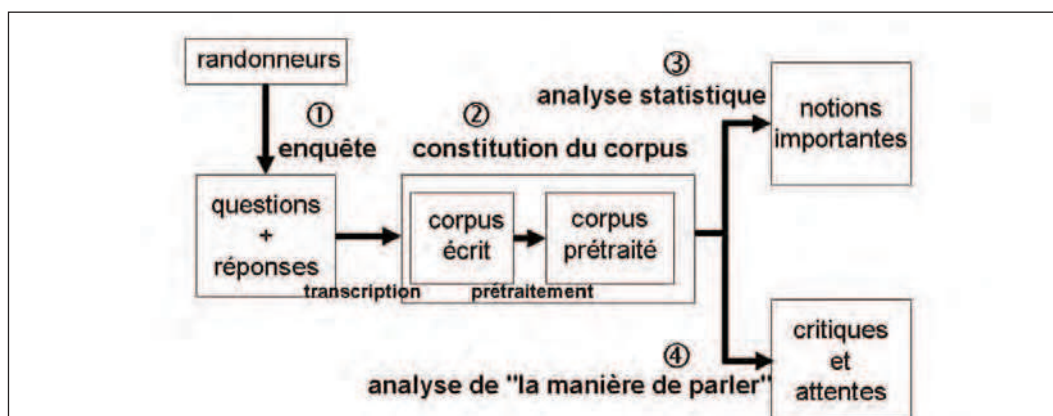 randonneurs
①
enquête
questions
+
réponses
transcription
②
constitution du corpus
corpus
écrit
corpus
prétraité
prétraitement
③
analyse statistique
notions
importantes
④
analyse de "la manière de parler"
critiques
et
attentes